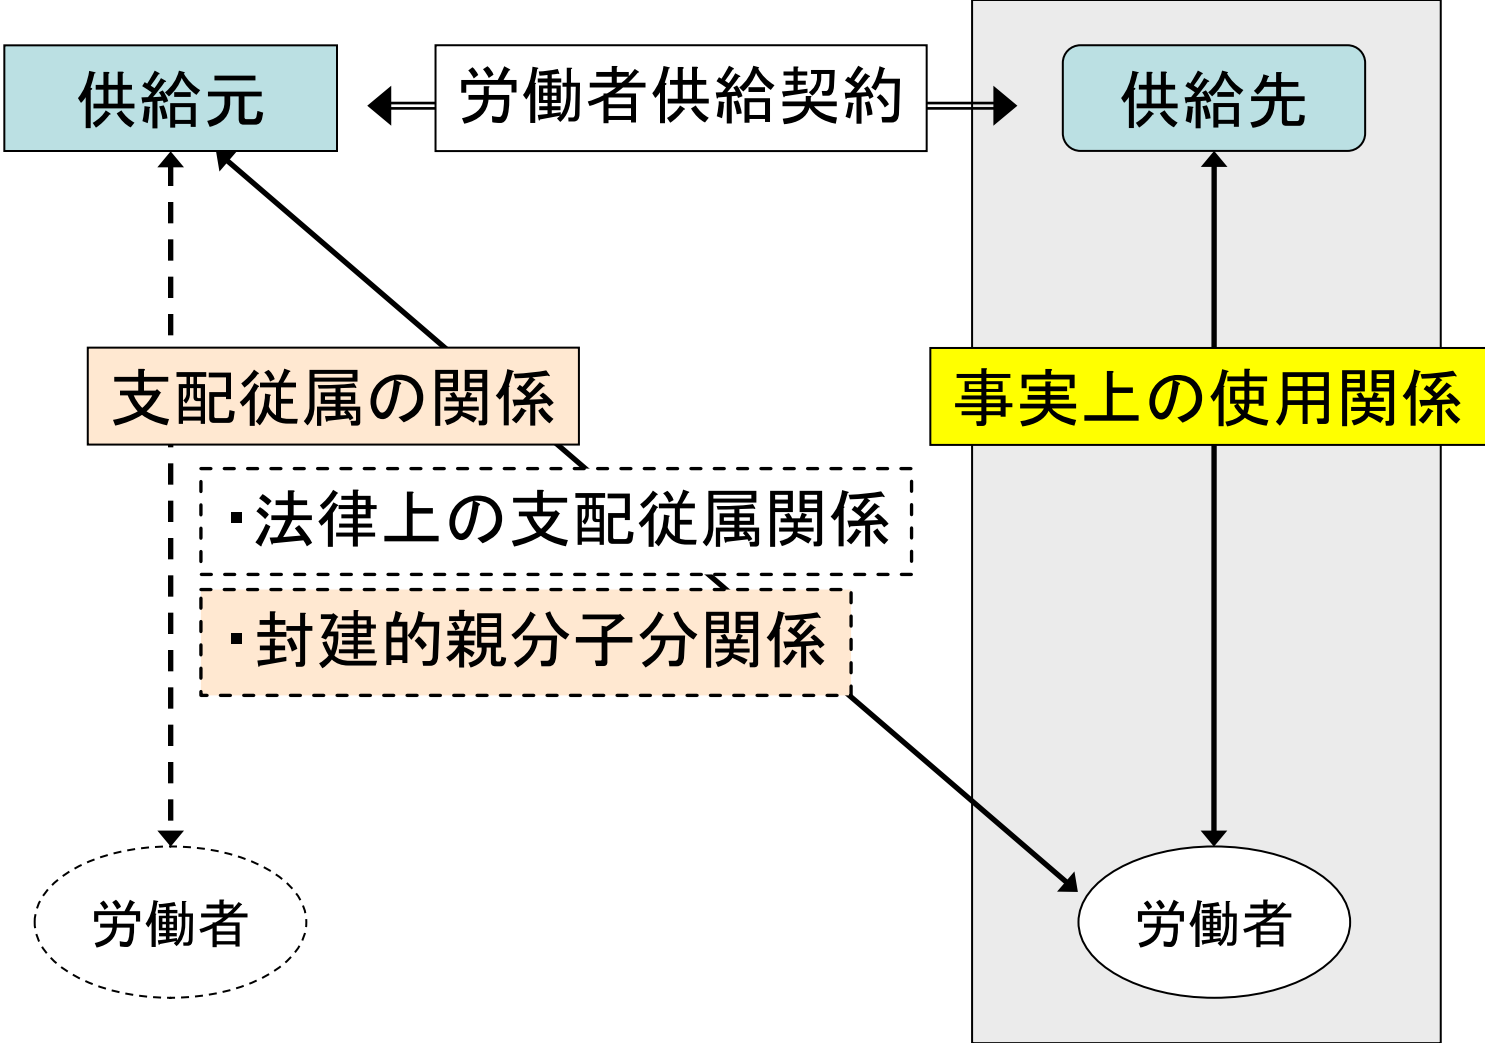 供給元
労働者供給契約
供給先
支配従属の関係
事実上の使用関係
・法律上の支配従属関係
・封建的親分子分関係
労働者
労働者